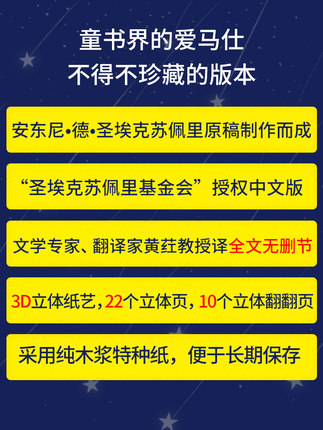 童书界的爱马仕
不得不珍藏的版本
安东尼•德•圣埃克苏佩里原稿制作而成
“圣埃克苏佩里基金会”授权中文版
文学专家、翻译家黄荭教授译全文无删节
3D立体纸艺，22个立体页，10个立体翻翻页
采用纯木浆特种纸，便于长期保存